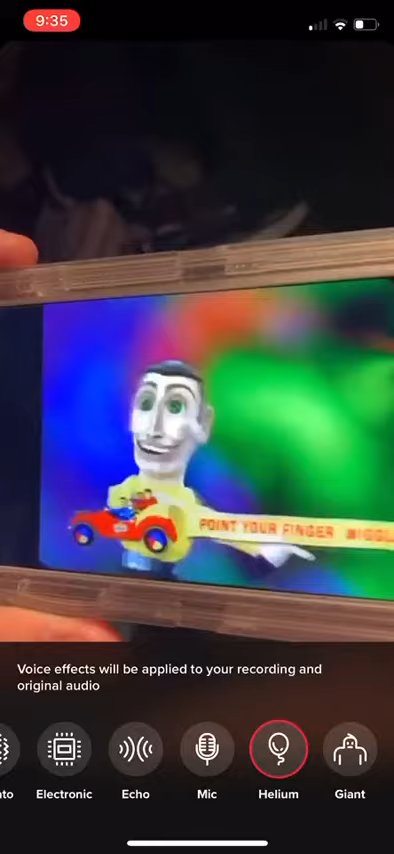 9:35
POINT YOUR FINGER
Voice effects will be applied to your recording and
original audio
Electronic
Echo
Mic
Helium
Giant